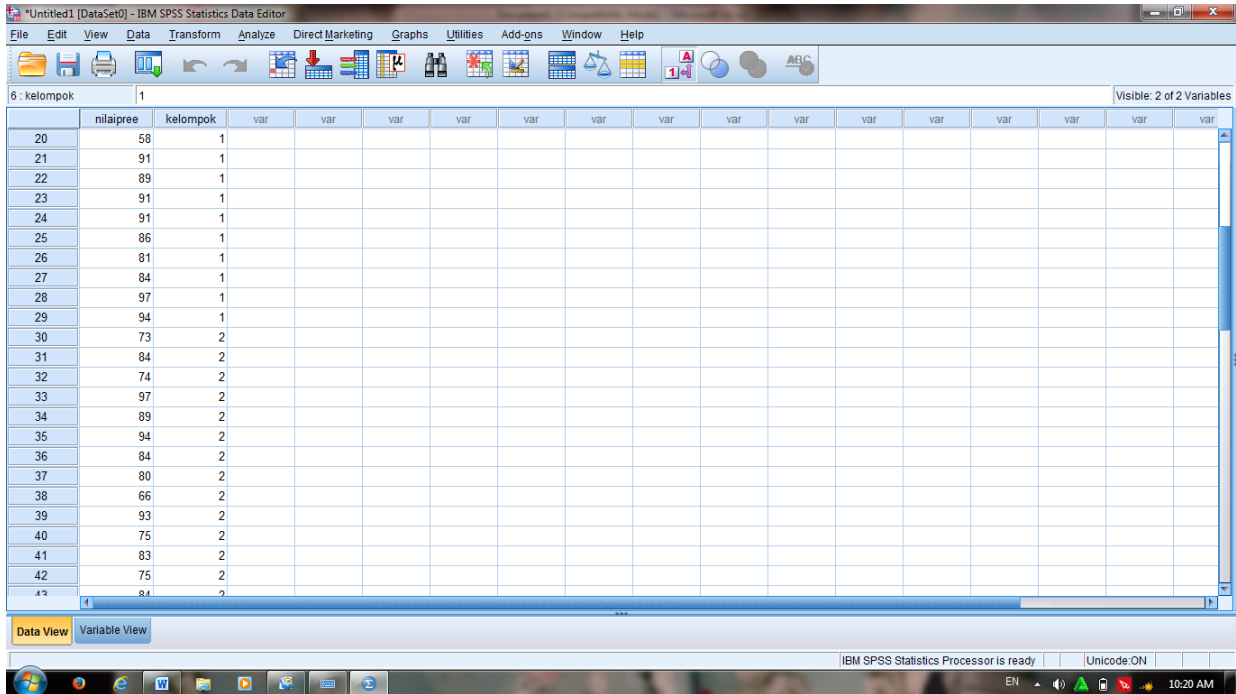 *Untitled1 [DataSet0] - IBM SPSS Statistics Data Editor
File Edit View Data Transform Analyze Direct Marketing Graphs Utilities Add-ons Window Help
6 : kelompok 1 Visible: 2 of 2 Variables
nilaipree kelompok var var var var var var var var var var var var var var var
20 58 1
21 91 1
22 89 1
23 91 1
24 91 1
25 86 1
26 81 1
27 84 1
28 97 1
29 94 1
30 73 2
31 84 2
32 74 2
33 97 2
34 89 2
35 94 2
36 84 2
37 80 2
38 66 2
39 93 2
40 75 2
41 83 2
42 75 2
43 84 2
Data View Variable View
IBM SPSS Statistics Processor is ready Unicode:ON
EN 10:20 AM